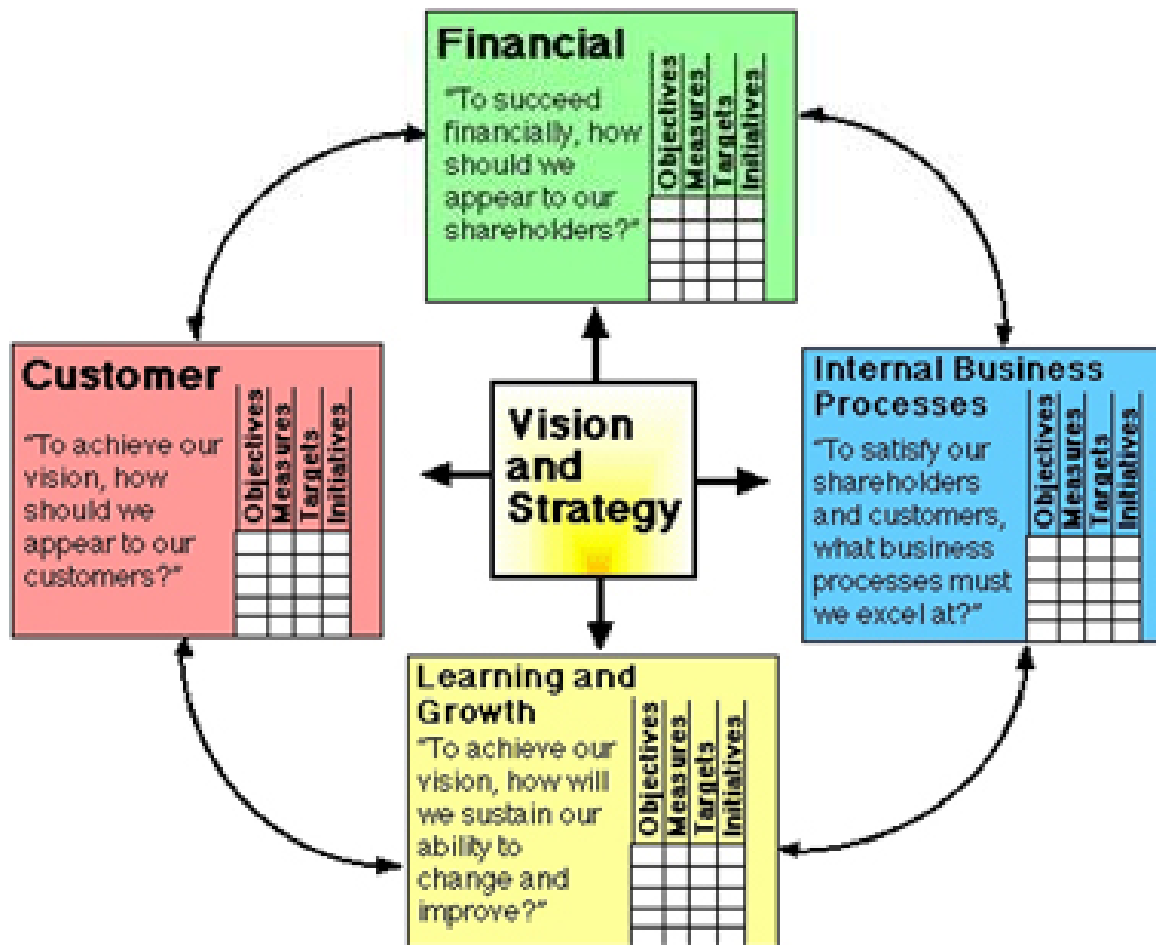 Financial
"To succeed
financially, how
should we
appear to our
shareholders?"
Objectives
Measures
Targets
Initiatives
Customer
"To achieve our
vision, how
should we
appear to our
customers?"
Objectives
Measures
Targets
Initiatives
Vision
and
Strategy
Internal Business
Processes
"To satisfy our
shareholders
and customers,
what business
processes must
we excel at?"
Objectives
Measures
Targets
Initiatives
Learning and
Growth
"To achieve our
vision, how will
we sustain our
ability to
change and
improve?"
Objectives
Measures
Targets
Initiatives